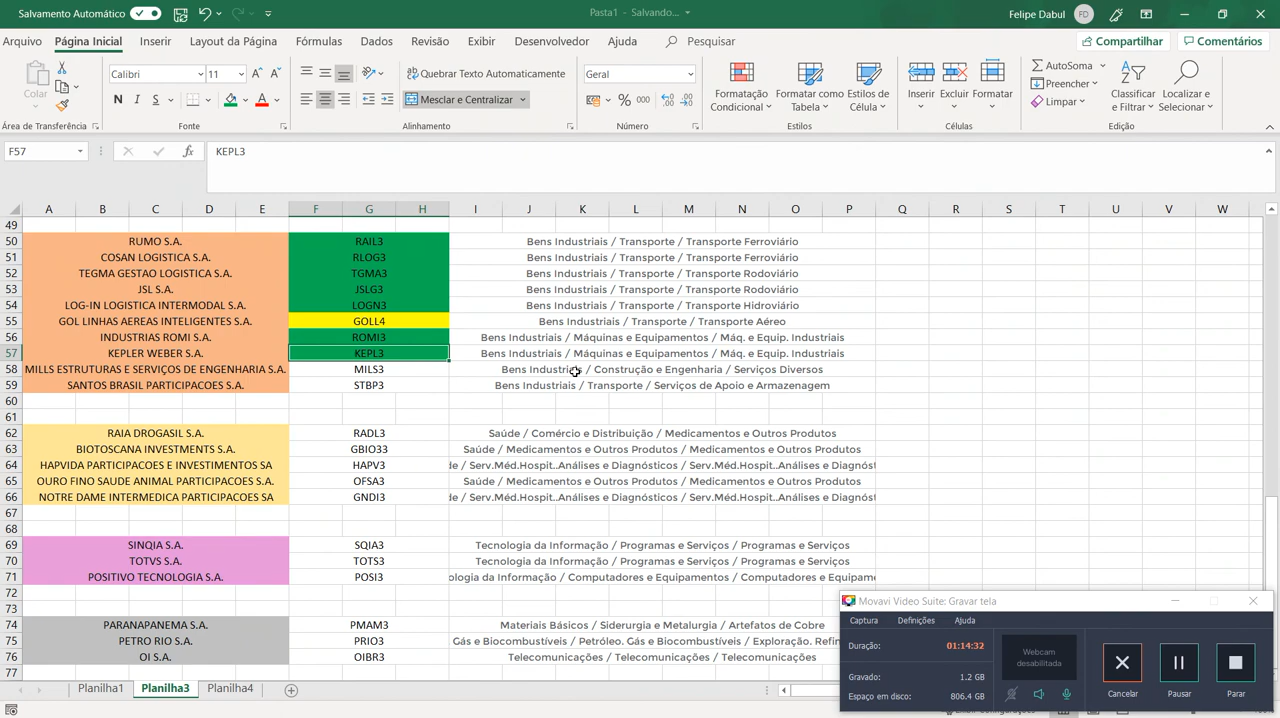 Pasta1 - Salvando...
Felipe Dabul
FD
Arquivo
Página Inicial
Inserir
Layout da Página
Fórmulas
Dados
Revisão
Exibir
Desenvolvedor
Ajuda
Pesquisar
Compartilhar
Comentários
Colar
Calibri
11
N I S
Quebrar Texto Automaticamente
Mesclar e Centralizar
Geral
% 000
Formatação Condicional
Formatar como Tabela
Estilos de Célula
Inserir
Excluir
Formatar
AutoSoma
Preencher
Limpar
Classificar e Filtrar
Localizar e Selecionar
Área de Transferência
Fonte
Alinhamento
Número
Estilos
Células
Edição
F57
fx
KEPL3
A B C D E F G H I J K L M N O P Q R S T U V W
49
50 RUMO S.A. RAIL3 Bens Industriais / Transporte / Transporte Ferroviário
51 COSAN LOGISTICA S.A. RLOG3 Bens Industriais / Transporte / Transporte Ferroviário
52 TEGMA GESTAO LOGISTICA S.A. TGMA3 Bens Industriais / Transporte / Transporte Rodoviário
53 JSL S.A. JSLG3 Bens Industriais / Transporte / Transporte Rodoviário
54 LOG-IN LOGISTICA INTERMODAL S.A. LOGN3 Bens Industriais / Transporte / Transporte Hidroviário
55 GOL LINHAS AEREAS INTELIGENTES S.A. GOLL4 Bens Industriais / Transporte / Transporte Aéreo
56 INDUSTRIAS ROMI S.A. ROMI3 Bens Industriais / Máquinas e Equipamentos / Máq. e Equip. Industriais
57 KEPLER WEBER S.A. KEPL3 Bens Industriais / Máquinas e Equipamentos / Máq. e Equip. Industriais
58 MILLS ESTRUTURAS E SERVIÇOS DE ENGENHARIA S.A. MILS3 Bens Industriais / Construção e Engenharia / Serviços Diversos
59 SANTOS BRASIL PARTICIPACOES S.A. STBP3 Bens Industriais / Transporte / Serviços de Apoio e Armazenagem
60
61
62 RAIA DROGASIL S.A. RADL3 Saúde / Comércio e Distribuição / Medicamentos e Outros Produtos
63 BIOTOSCANA INVESTMENTS S.A. GBIO33 Saúde / Medicamentos e Outros Produtos / Medicamentos e Outros Produtos
64 HAPVIDA PARTICIPACOES E INVESTIMENTOS SA HAPV3 de / Serv.Méd.Hospit..Análises e Diagnósticos / Serv.Méd.Hospit..Análises e Diagnóst
65 OURO FINO SAUDE ANIMAL PARTICIPACOES S.A. OFSA3 Saúde / Medicamentos e Outros Produtos / Medicamentos e Outros Produtos
66 NOTRE DAME INTERMEDICA PARTICIPACOES SA GNDI3 de / Serv.Méd.Hospit..Análises e Diagnósticos / Serv.Méd.Hospit..Análises e Diagnóst
67
68
69 SINQIA S.A. SQIA3 Tecnologia da Informação / Programas e Serviços / Programas e Serviços
70 TOTVS S.A. TOTS3 Tecnologia da Informação / Programas e Serviços / Programas e Serviços
71 POSITIVO TECNOLOGIA S.A. POSI3 ologia da Informação / Computadores e Equipamentos / Computadores e Equipame
72
73
74 PARANAPANEMA S.A. PMAM3 Materiais Básicos / Siderurgia e Metalurgia / Artefatos de Cobre
75 PETRO RIO S.A. PRIO3 Gás e Biocombustíveis / Petróleo. Gás e Biocombustíveis / Exploração. Refin
76 OI S.A. OIBR3 Telecomunicações / Telecomunicações / Telecomunicações
77
Planilha1
Planilha3
Planilha4
Movavi Video Suite: Gravar tela
Captura
Definições
Ajuda
Duração: 01:14:32
Gravado: 1.2 GB
Espaço em disco: 806.4 GB
Webcam desabilitada
Cancelar
Pausar
Parar